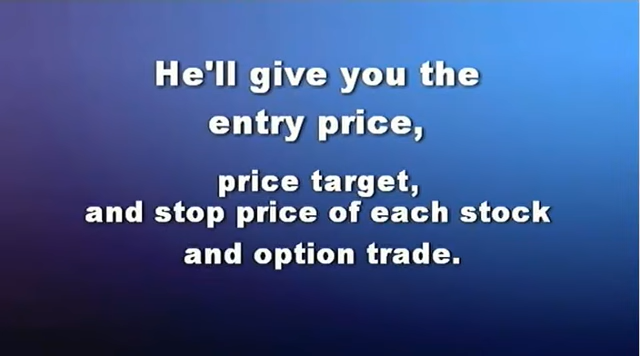 He'll give you the
entry price,
price target,
and stop price of each stock
and option trade.